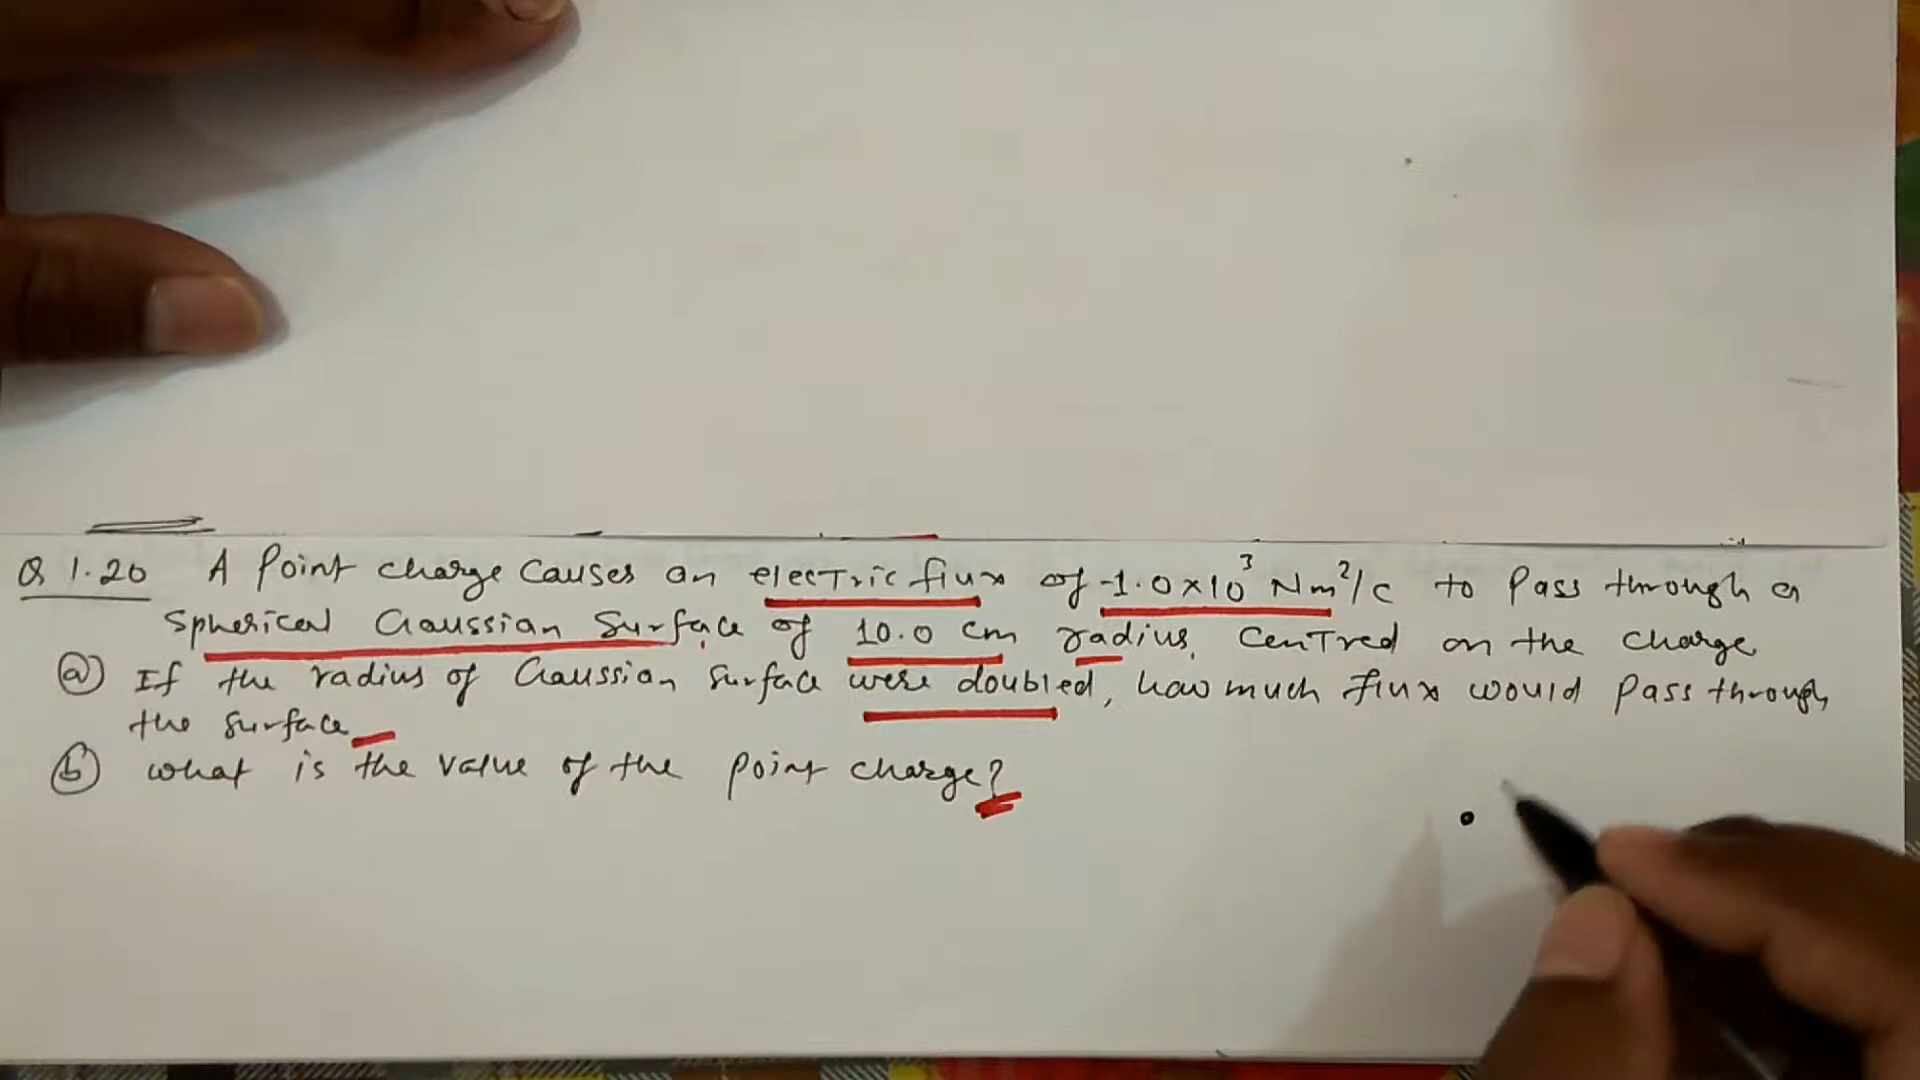 Q 1.20 A Point charge causes an electric flux of -1.0×10³ Nm²/c to Pass through a
spherical Gaussian Surface of 10.0 cm radius, centred on the charge
(a) If the radius of Gaussian surface were doubled, how much flux would pass through
the surface
(b) what is the value of the point charge?